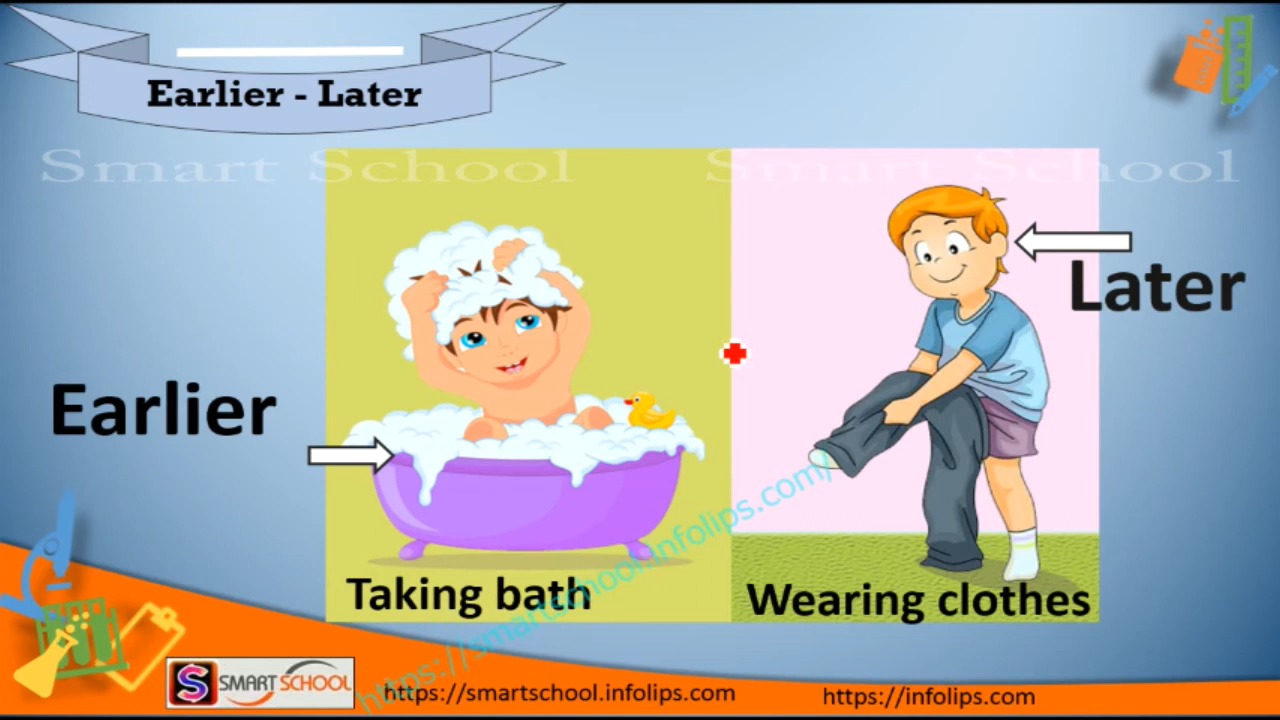 Earlier - Later
Smart School Smart School
Later
Earlier
Taking bath
Wearing clothes
https://smartschool.infolips.com/
S SMART SCHOOL
https://smartschool.infolips.com
https://infolips.com